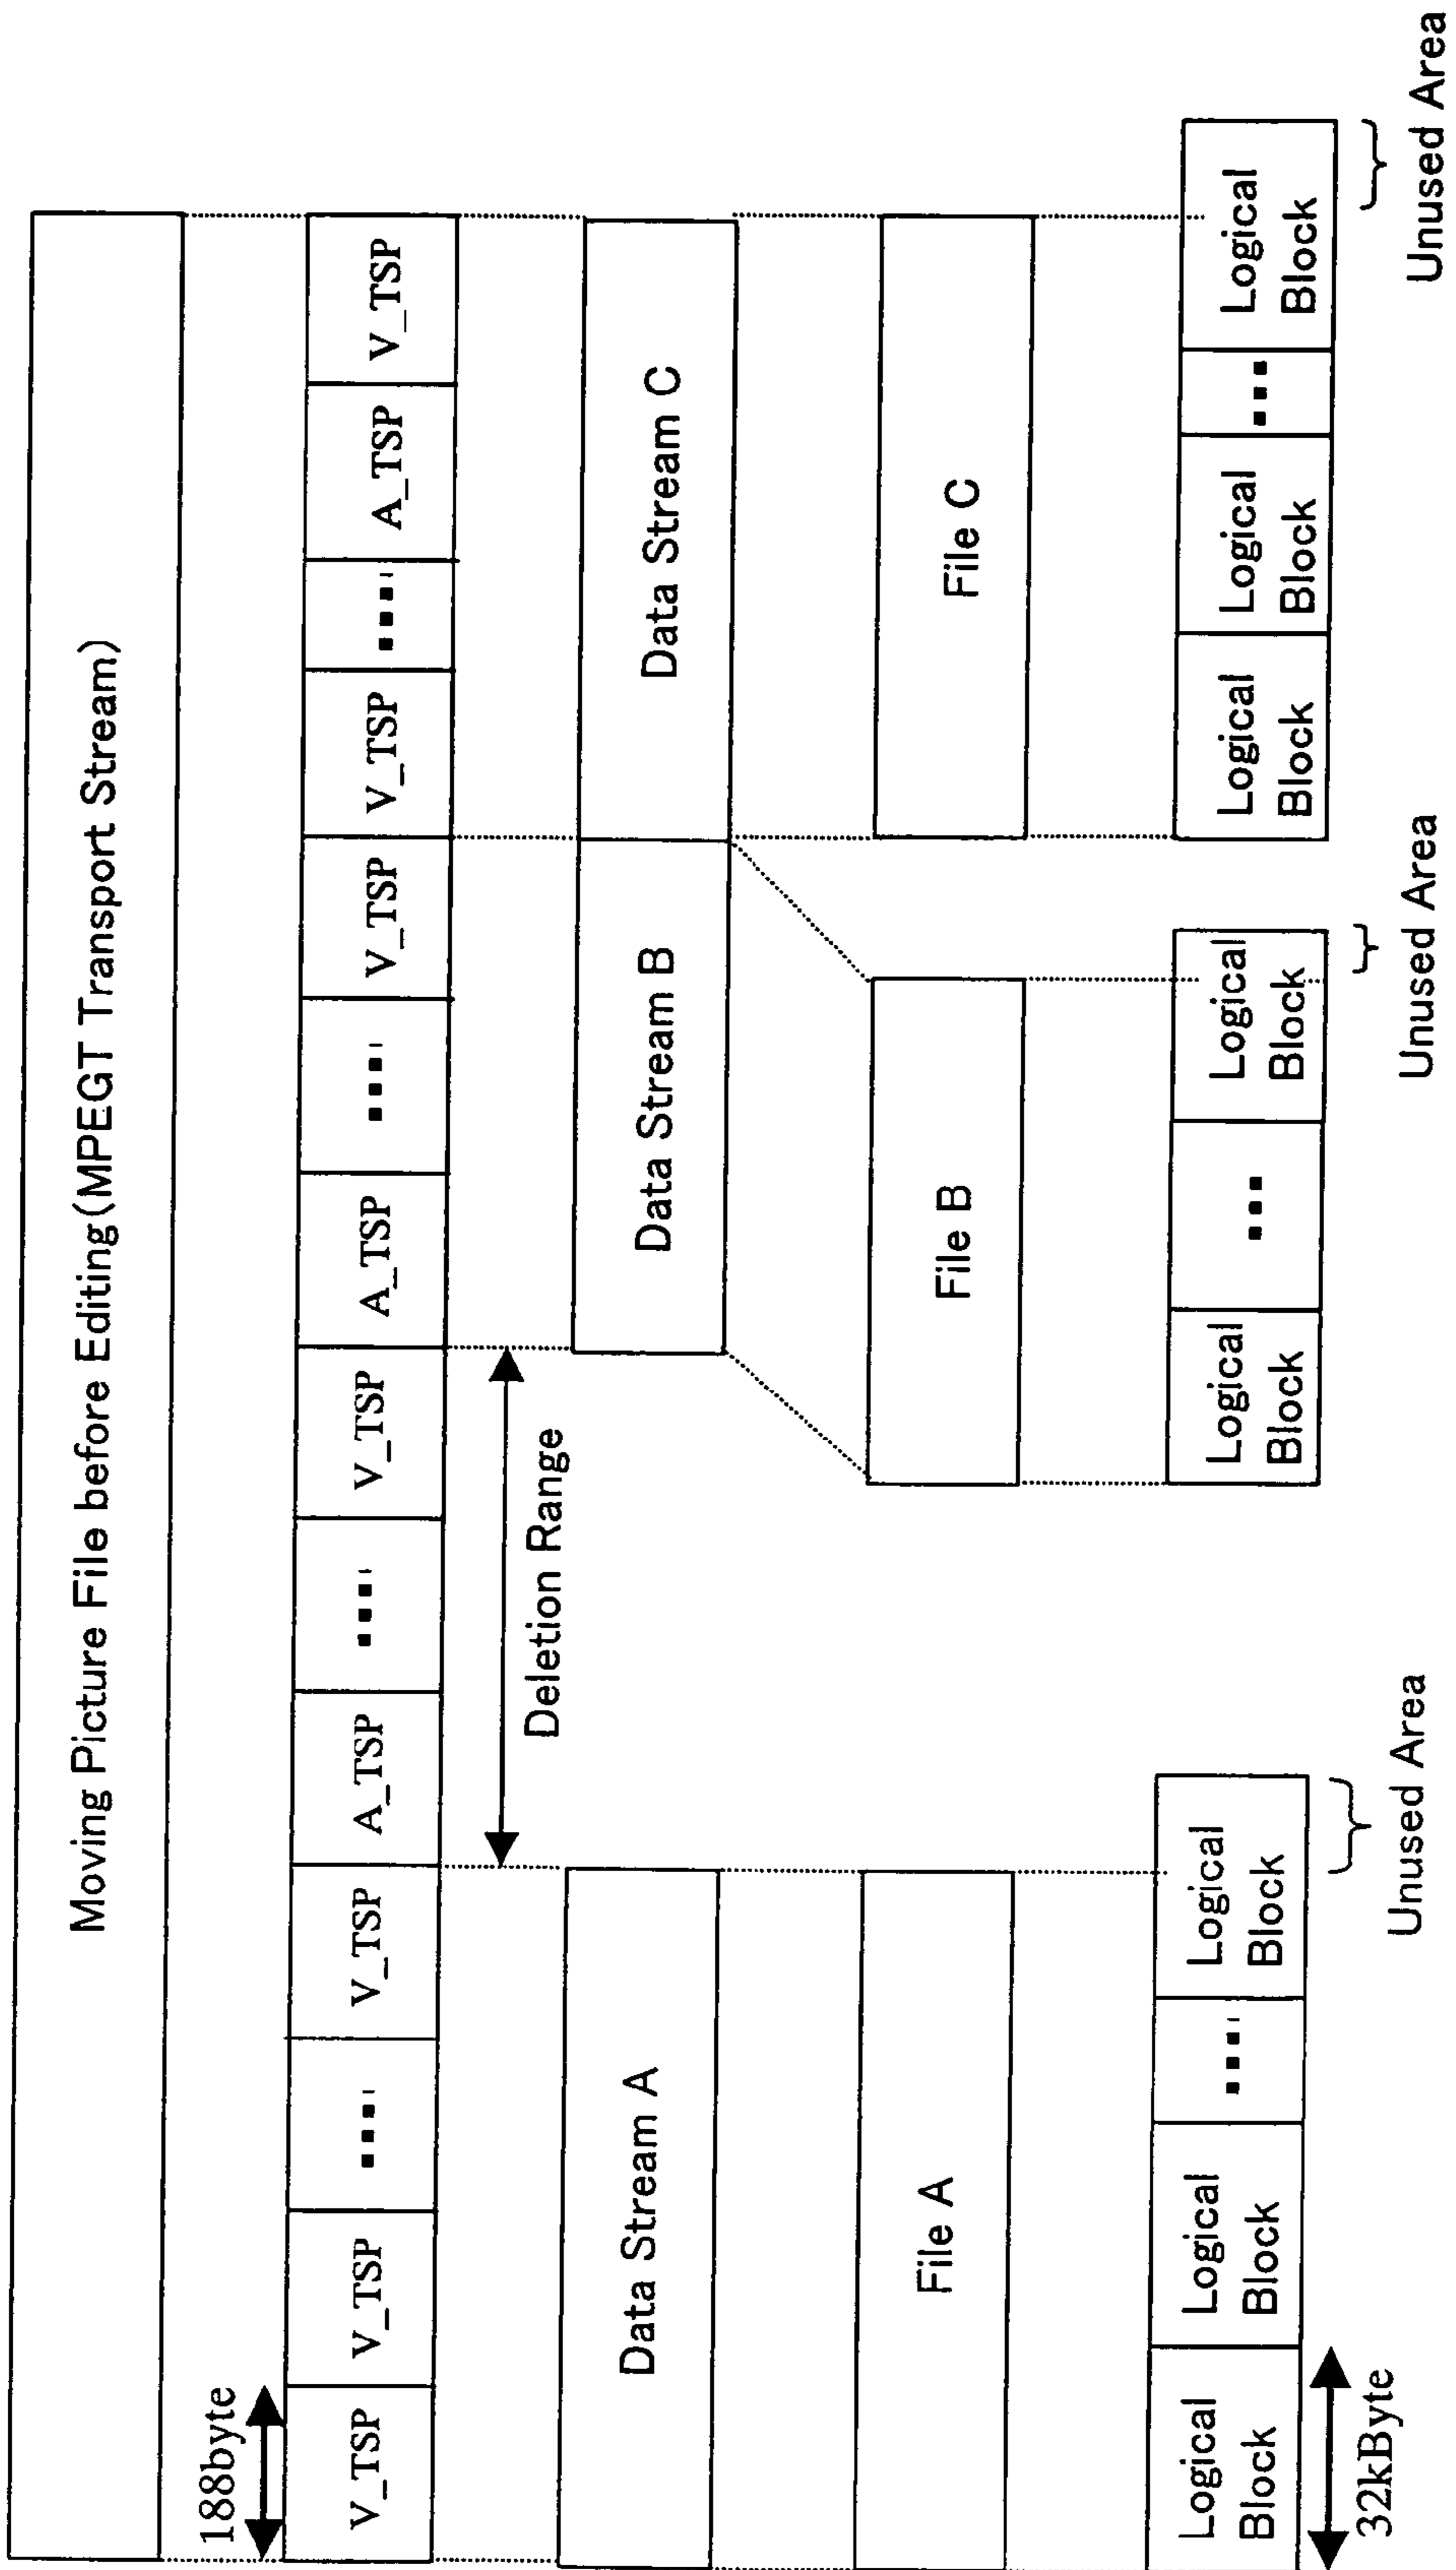 Moving Picture File before Editing(MPEGT Transport Stream)
188byte
V_TSP
V_TSP
V_TSP
A_TSP
V_TSP
A_TSP
V_TSP
V_TSP
A_TSP
V_TSP
Deletion Range
Data Stream A
Data Stream B
Data Stream C
File A
File B
File C
Logical
Block
Logical
Block
Logical
Block
Logical
Block
Logical
Block
Logical
Block
Logical
Block
Logical
Block
32kByte
Unused Area
Unused Area
Unused Area